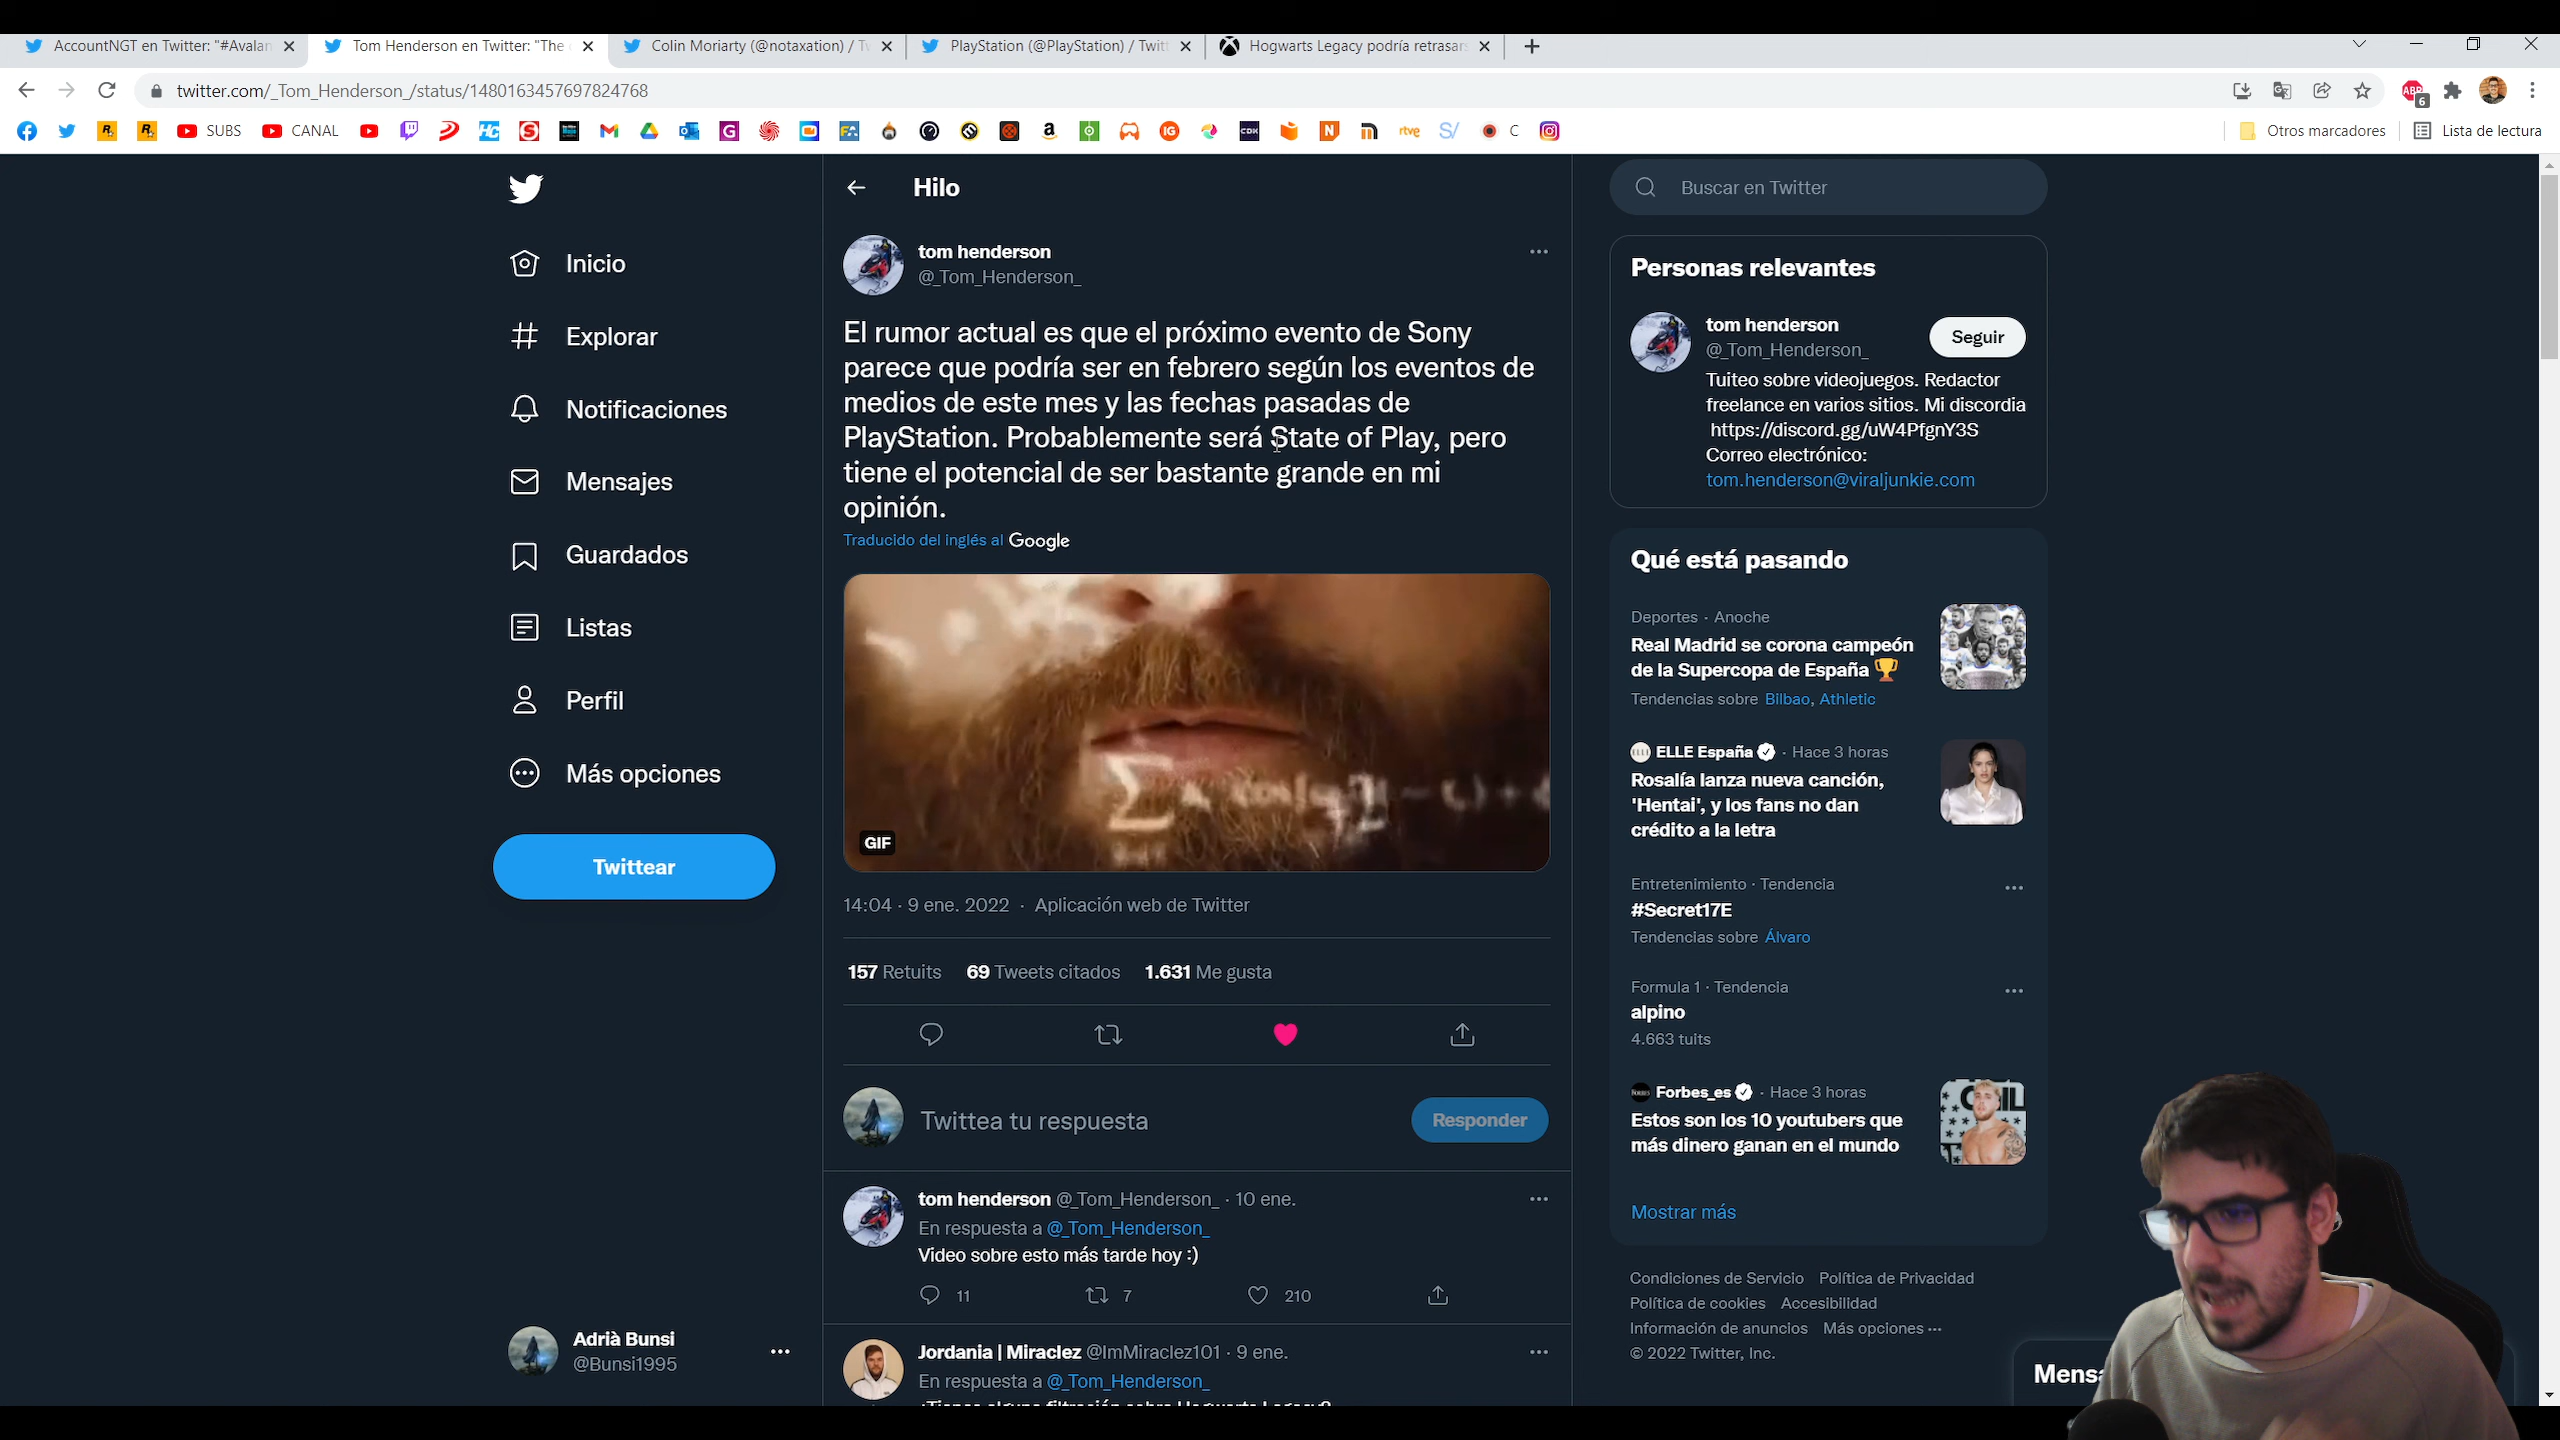 AccountNGT en Twitter: "#Avalan
Tom Henderson en Twitter: "The
Colin Moriarty (@notaxation) / Tw
PlayStation (@PlayStation) / Twitt
Hogwarts Legacy podría retrasars
twitter.com/_Tom_Henderson_/status/1480163457697824768
ABP
6
SUBS
CANAL
rtve
C
Otros marcadores
Lista de lectura
Inicio
Explorar
Notificaciones
Mensajes
Guardados
Listas
Perfil
Más opciones
Twittear
Adrià Bunsi
@Bunsi1995
Hilo
tom henderson
@_Tom_Henderson_
El rumor actual es que el próximo evento de Sony
parece que podría ser en febrero según los eventos de
medios de este mes y las fechas pasadas de
PlayStation. Probablemente será State of Play, pero
tiene el potencial de ser bastante grande en mi
opinión.
Traducido del inglés al Google
GIF
14:04 · 9 ene. 2022 · Aplicación web de Twitter
157 Retuits 69 Tweets citados 1.631 Me gusta
Twittea tu respuesta
Responder
tom henderson @_Tom_Henderson_ · 10 ene.
En respuesta a @_Tom_Henderson_
Video sobre esto más tarde hoy :)
11
7
210
Jordania | Miraclez @ImMiraclez101 · 9 ene.
En respuesta a @_Tom_Henderson_
Buscar en Twitter
Personas relevantes
tom henderson
@_Tom_Henderson_
Seguir
Tuiteo sobre videojuegos. Redactor
freelance en varios sitios. Mi discordia
https://discord.gg/uW4PfgnY3S
Correo electrónico:
tom.henderson@viraljunkie.com
Qué está pasando
Deportes · Anoche
Real Madrid se corona campeón
de la Supercopa de España
Tendencias sobre Bilbao, Athletic
ELLE España · Hace 3 horas
Rosalía lanza nueva canción,
'Hentai', y los fans no dan
crédito a la letra
Entretenimiento · Tendencia
#Secret17E
Tendencias sobre Álvaro
Formula 1 · Tendencia
alpino
4.663 tuits
Forbes_es · Hace 3 horas
Estos son los 10 youtubers que
más dinero ganan en el mundo
Mostrar más
Condiciones de Servicio Política de Privacidad
Política de cookies Accesibilidad
Información de anuncios Más opciones ···
© 2022 Twitter, Inc.
Mensa